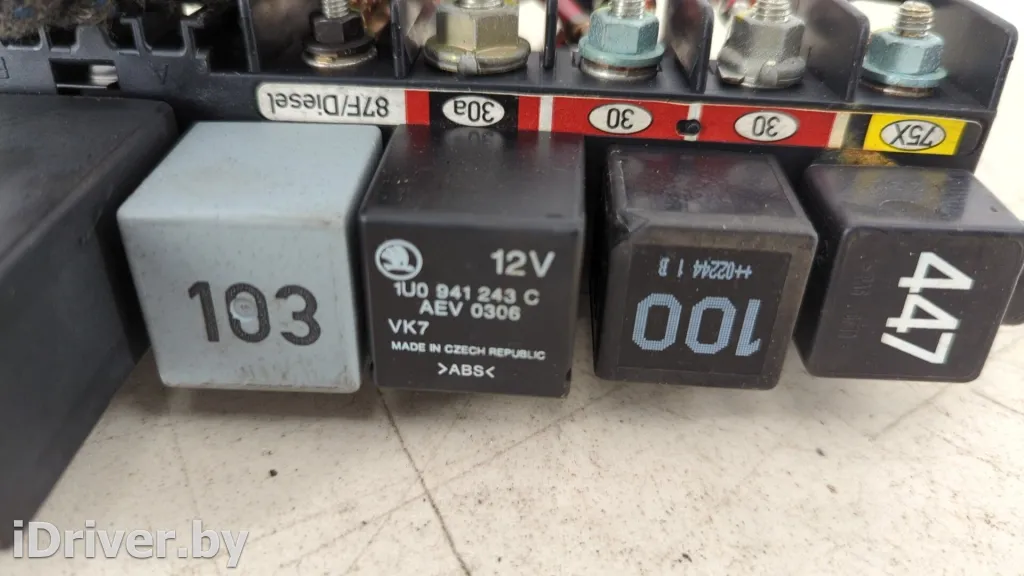 87F/Diesel
30a
30
30
75X
A
103
12V
1U0 941 243 C
AEV 0306
VK7
MADE IN CZECH REPUBLIC
>ABS<
++02244 1 B
100
447
iDriver.by